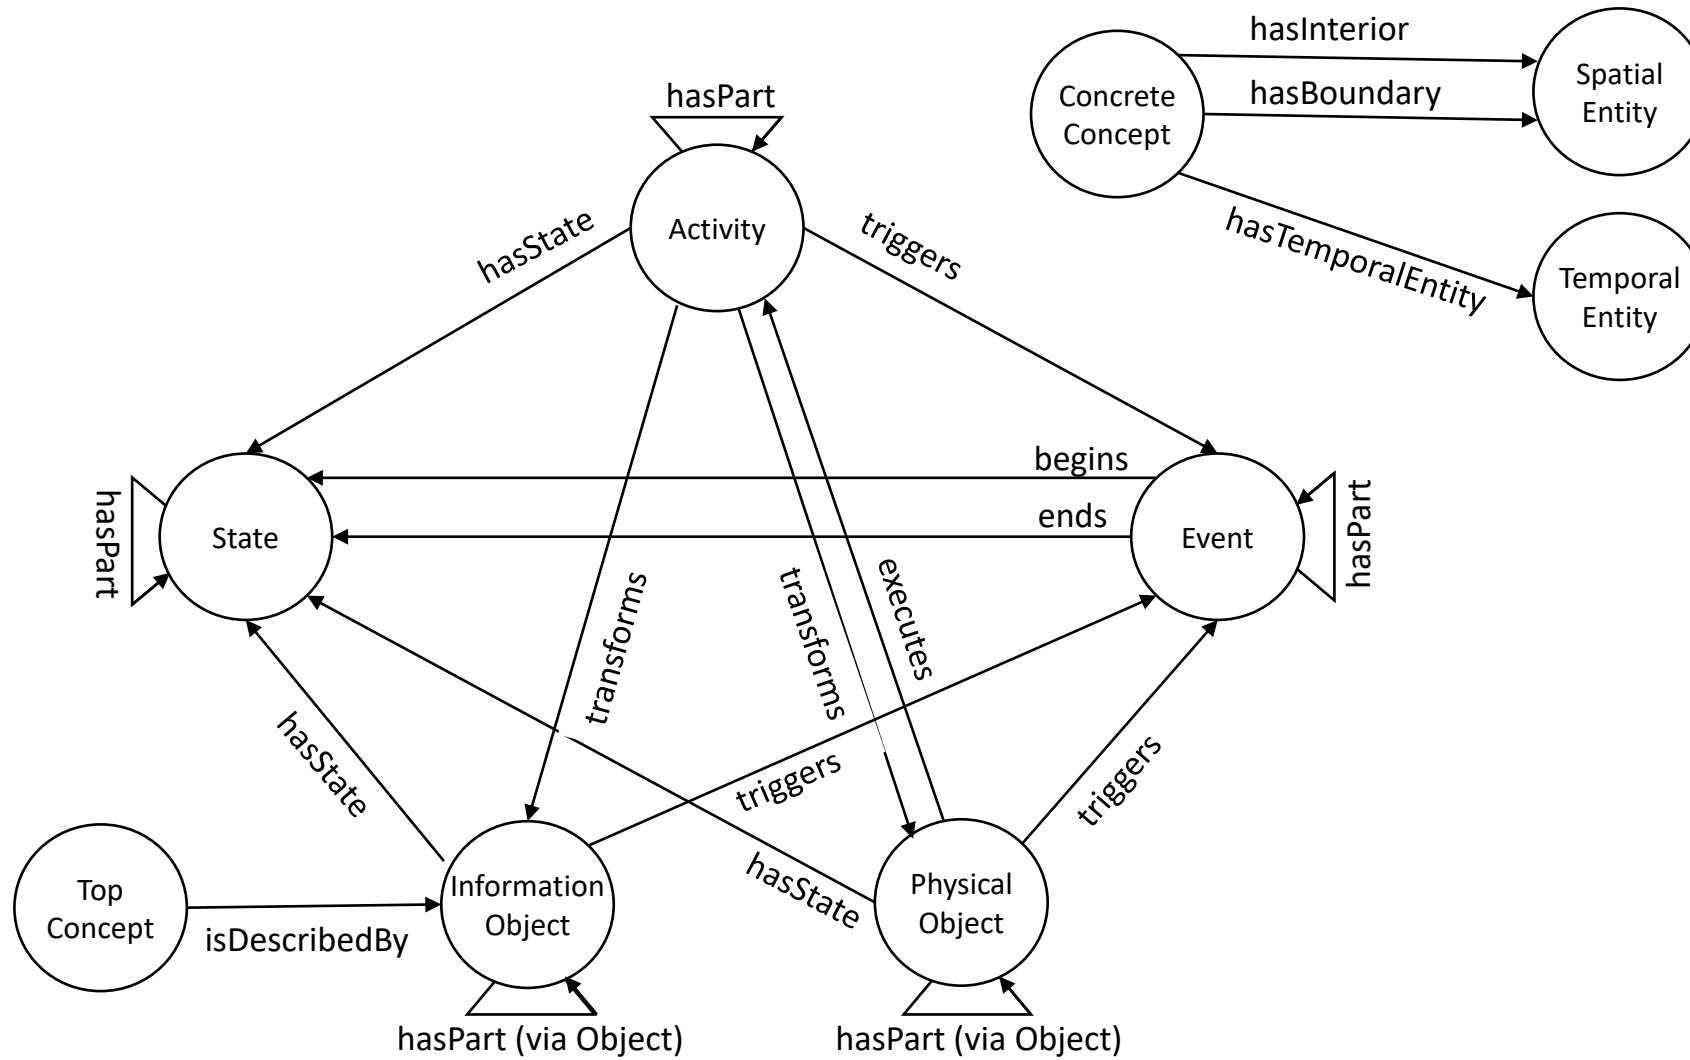 hasInterior
hasBoundary
Concrete
Concept
Spatial
Entity
hasTemporalEntity
Temporal
Entity
hasPart
Activity
hasState
triggers
begins
ends
hasPart
State
Event
hasPart
transforms
transforms
executes
hasState
triggers
triggers
hasState
Top
Concept
isDescribedBy
Information
Object
Physical
Object
hasPart (via Object)
hasPart (via Object)